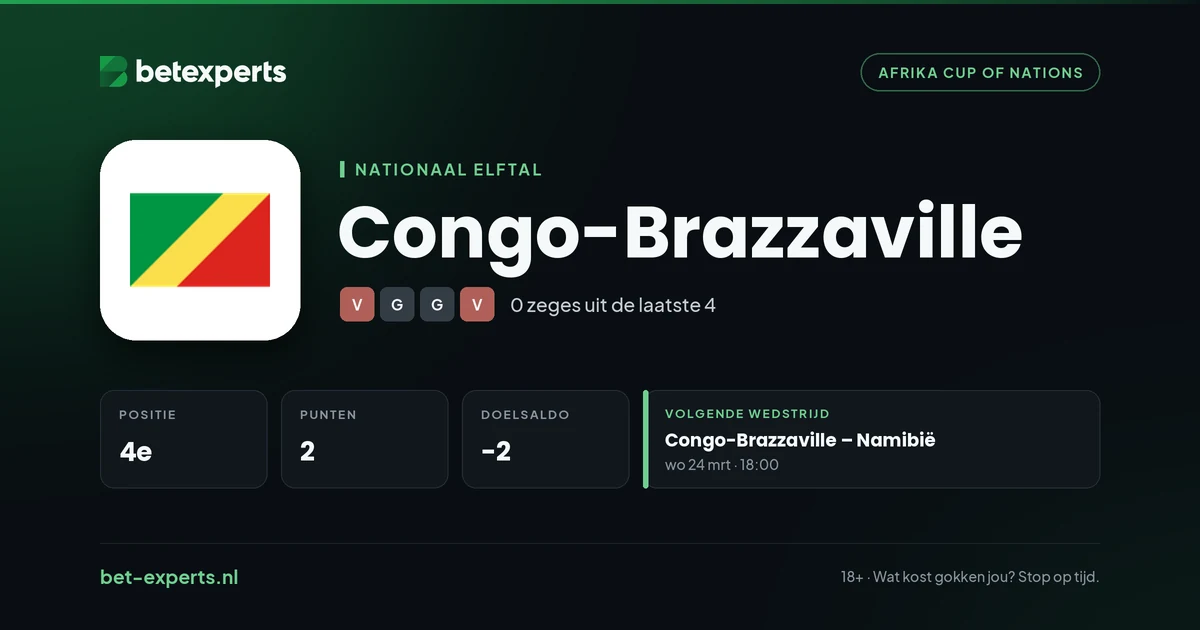 betexperts
AFRIKA CUP OF NATIONS
NATIONAAL ELFTAL
Congo-Brazzaville
V G G V 0 zeges uit de laatste 4
POSITIE
4e
PUNTEN
2
DOELSALDO
-2
VOLGENDE WEDSTRIJD
Congo-Brazzaville – Namibië
wo 24 mrt · 18:00
bet-experts.nl
18+ · Wat kost gokken jou? Stop op tijd.